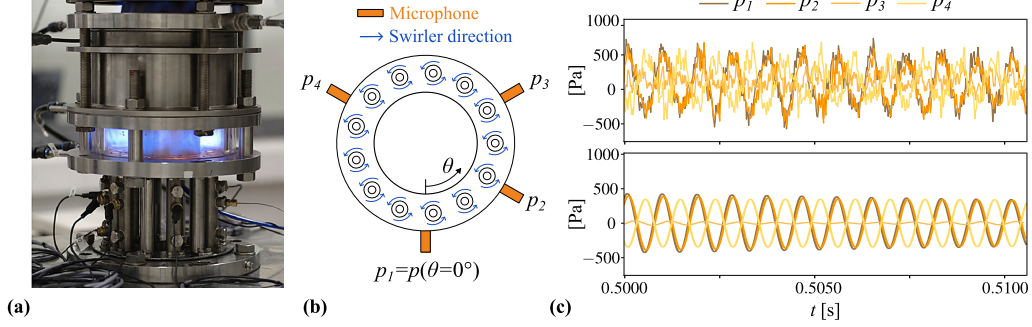 Microphone
Swirler direction
p4
p3
θ
p2
p1=p(θ=0°)
(a)
(b)
(c)
p1
p2
p3
p4
1000
500
0
−500
[Pa]
1000
500
0
−500
[Pa]
0.5000
0.5050
0.5100
t [s]